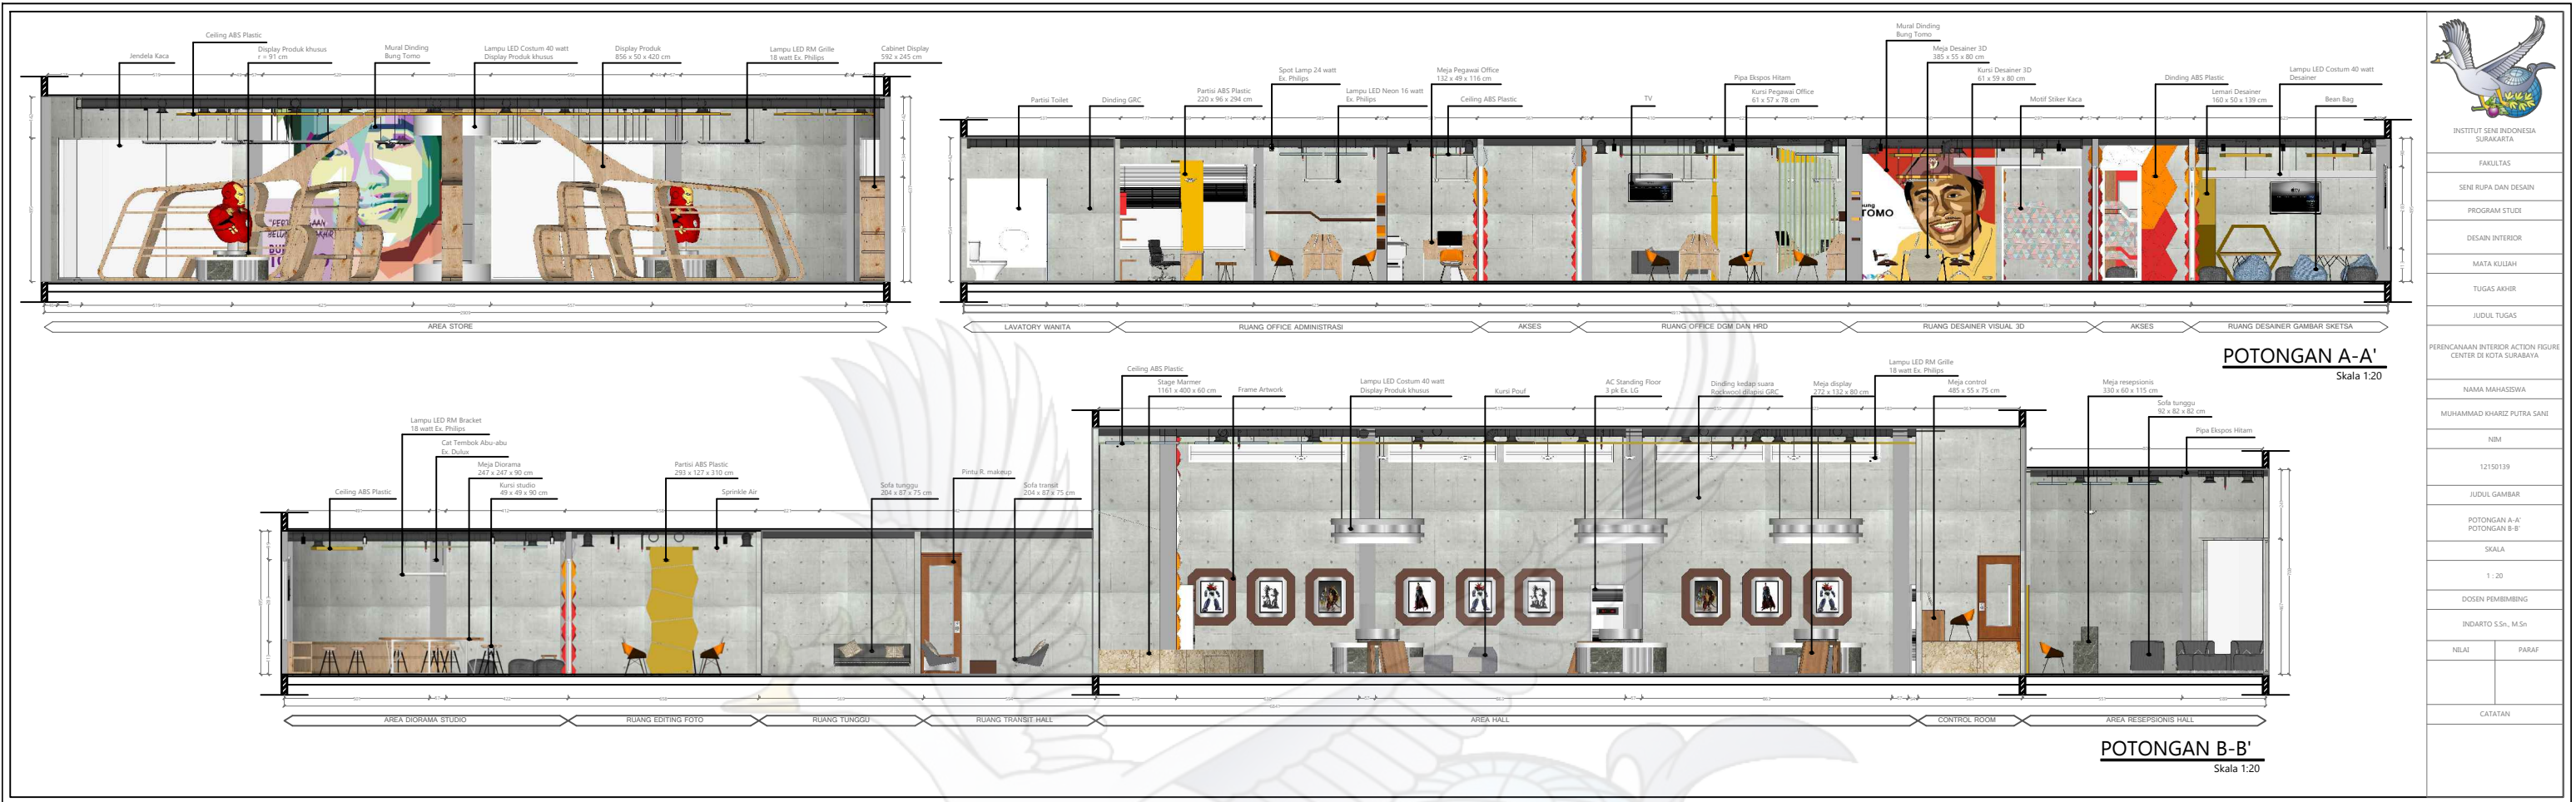 Ceiling ABS Plastic
Jendela Kaca
Display Produk khusus
r = 91 cm
Mural Dinding
Bung Tomo
Lampu LED Costum 40 watt
Display Produk khusus
Display Produk
856 x 50 x 420 cm
Lampu LED RM Grille
18 watt Ex. Philips
Cabinet Display
592 x 245 cm
AREA STORE
Partisi Toilet
Dinding GRC
Partisi ABS Plastic
220 x 96 x 294 cm
Spot Lamp 24 watt
Ex. Philips
Lampu LED Neon 16 watt
Ex. Philips
Meja Pegawai Office
132 x 49 x 116 cm
Ceiling ABS Plastic
TV
Pipa Ekspos Hitam
Kursi Pegawai Office
61 x 57 x 78 cm
Mural Dinding
Bung Tomo
Meja Desainer 3D
385 x 55 x 80 cm
Kursi Desainer 3D
61 x 59 x 80 cm
Motif Stiker Kaca
Dinding ABS Plastic
Lemari Desainer
160 x 50 x 139 cm
Lampu LED Costum 40 watt
Desainer
Bean Bag
ung
TOMO
LAVATORY WANITA
RUANG OFFICE ADMINISTRASI
AKSES
RUANG OFFICE DGM DAN HRD
RUANG DESAINER VISUAL 3D
AKSES
RUANG DESAINER GAMBAR SKETSA
POTONGAN A-A'
Skala 1:20
Lampu LED RM Bracket
18 watt Ex. Philips
Cat Tembok Abu-abu
Ex. Dulux
Meja Diorama
247 x 247 x 90 cm
Kursi studio
49 x 49 x 90 cm
Ceiling ABS Plastic
Partisi ABS Plastic
293 x 127 x 310 cm
Sprinkle Air
Sofa tunggu
204 x 87 x 75 cm
Pintu R. makeup
Sofa transit
204 x 87 x 75 cm
Ceiling ABS Plastic
Stage Marmer
1161 x 400 x 60 cm
Frame Artwork
Lampu LED Costum 40 watt
Display Produk khusus
Kursi Pouf
AC Standing Floor
3 pk Ex. LG
Dinding kedap suara
Rockwool dilapisi GRC
Meja display
272 x 132 x 80 cm
Lampu LED RM Grille
18 watt Ex. Philips
Meja control
485 x 55 x 75 cm
Meja resepsionis
330 x 60 x 115 cm
Sofa tunggu
92 x 82 x 82 cm
Pipa Ekspos Hitam
AREA DIORAMA STUDIO
RUANG EDITING FOTO
RUANG TUNGGU
RUANG TRANSIT HALL
AREA HALL
CONTROL ROOM
AREA RESEPSIONIS HALL
POTONGAN B-B'
Skala 1:20
INSTITUT SENI INDONESIA
SURAKARTA
FAKULTAS
SENI RUPA DAN DESAIN
PROGRAM STUDI
DESAIN INTERIOR
MATA KULIAH
TUGAS AKHIR
JUDUL TUGAS
PERENCANAAN INTERIOR ACTION FIGURE
CENTER DI KOTA SURABAYA
NAMA MAHASISWA
MUHAMMAD KHARIZ PUTRA SANI
NIM
12150139
JUDUL GAMBAR
POTONGAN A-A'
POTONGAN B-B'
SKALA
1 : 20
DOSEN PEMBIMBING
INDARTO S.Sn., M.Sn
NILAI
PARAF
CATATAN